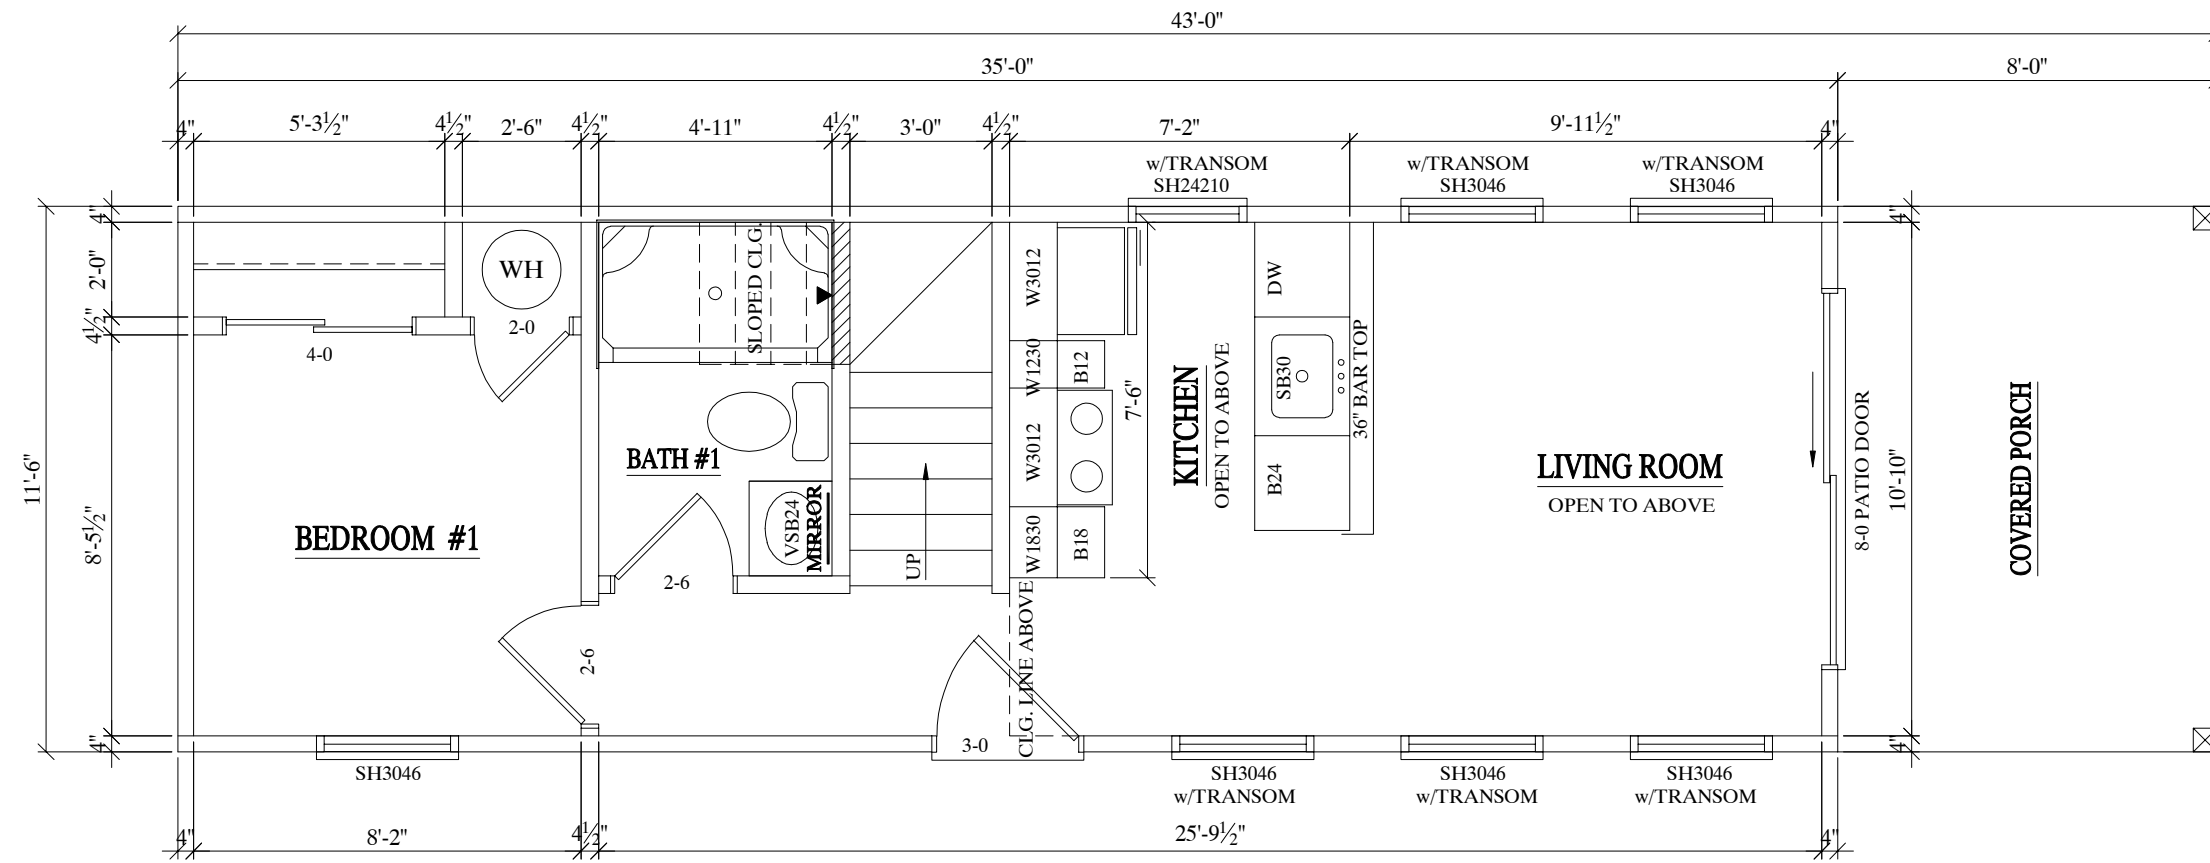 43'-0"
35'-0"
8'-0"
4"
5'-3½"
4½"
2'-6"
4½"
4'-11"
4½"
3'-0"
4½"
7'-2"
9'-11½"
4"
w/TRANSOM
SH24210
w/TRANSOM
SH3046
w/TRANSOM
SH3046
4"
2'-0"
4½"
8'-5½"
4"
11'-6"
WH
2-0
4-0
SLOPED CLG.
BATH #1
VSB24
MIRROR
2-6
BEDROOM #1
2-6
UP
W3012
W1230
B12
W3012
W1830
B18
7'-6"
KITCHEN
OPEN TO ABOVE
DW
SB30
B24
36" BAR TOP
LIVING ROOM
OPEN TO ABOVE
8-0 PATIO DOOR
4"
10'-10"
4"
COVERED PORCH
CLG. LINE ABOVE
3-0
SH3046
SH3046
w/TRANSOM
SH3046
w/TRANSOM
SH3046
w/TRANSOM
4"
8'-2"
4½"
25'-9½"
4"